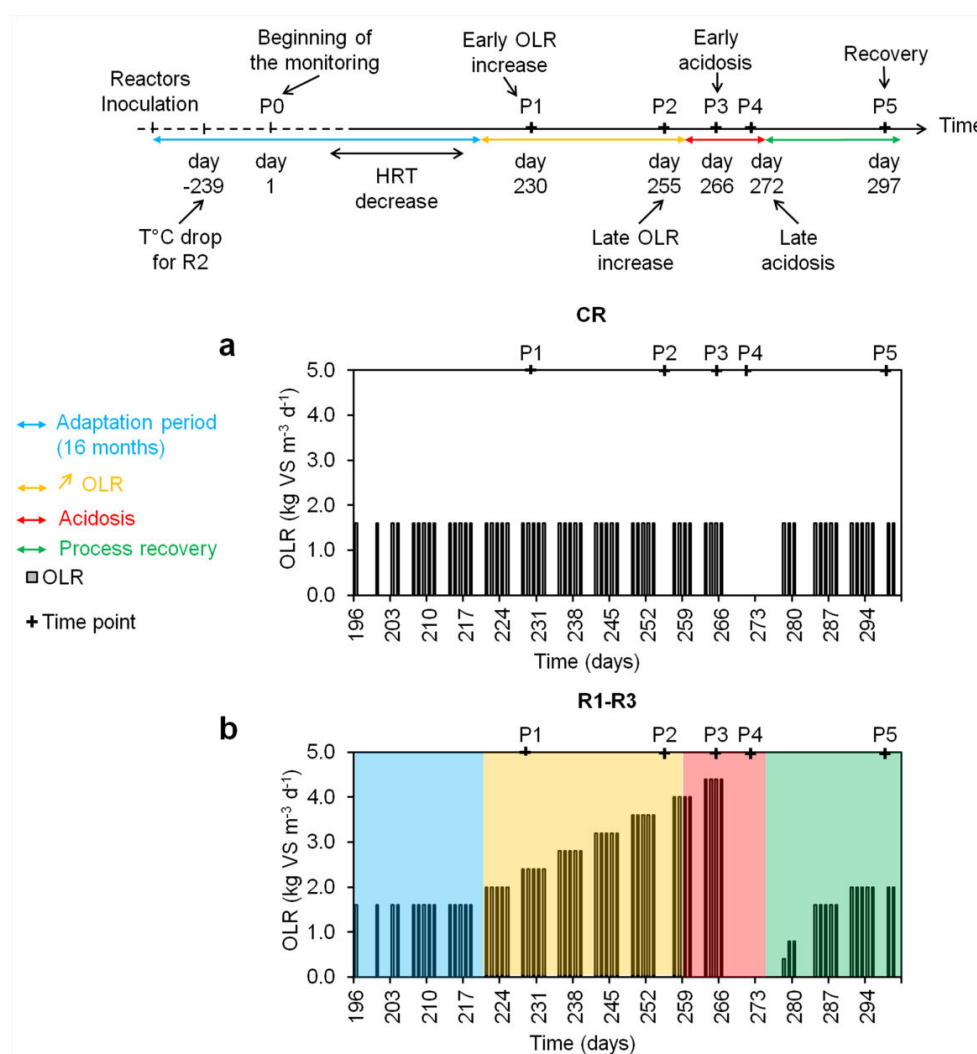 Beginning of
the monitoring
Early OLR
increase
Early
acidosis
Recovery
Reactors
Inoculation
P0
P1
P2
P3
P4
P5
Time
day
-239
day
1
HRT
decrease
day
230
day
255
day
266
day
272
day
297
T°C drop
for R2
Late OLR
increase
Late
acidosis
Adaptation period
(16 months)
OLR
Acidosis
Process recovery
OLR
Time point
CR
a
P1 P2 P3 P4 P5
OLR (kg VS m-3 d-1)
5.0
4.0
3.0
2.0
1.0
0.0
196 203 210 217 224 231 238 245 252 259 266 273 280 287 294
Time (days)
R1-R3
b
P1 P2 P3 P4 P5
OLR (kg VS m-3 d-1)
5.0
4.0
3.0
2.0
1.0
0.0
196 203 210 217 224 231 238 245 252 259 266 273 280 287 294
Time (days)